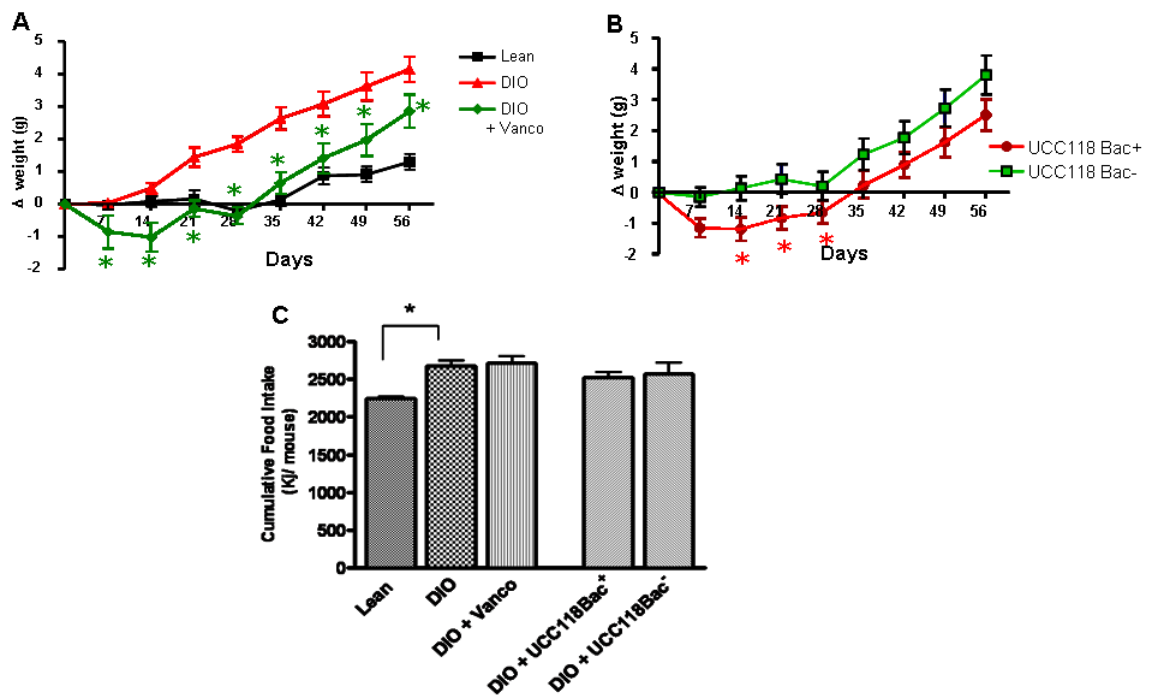 A
Δ weight (g)
5
4
3
2
1
0
-1
-2
7
14
21
28
35
42
49
56
Days
* * * * * * * *
Lean
DIO
DIO
+ Vanco
B
Δ weight (g)
5
4
3
2
1
0
-1
-2
7
14
21
28
35
42
49
56
Days
* * *
UCC118 Bac+
UCC118 Bac-
C
*
Cumulative Food Intake
(Kj/ mouse)
3000
2500
2000
1500
1000
500
0
Lean
DIO
DIO + Vanco
DIO + UCC118Bac+
DIO + UCC118Bac-